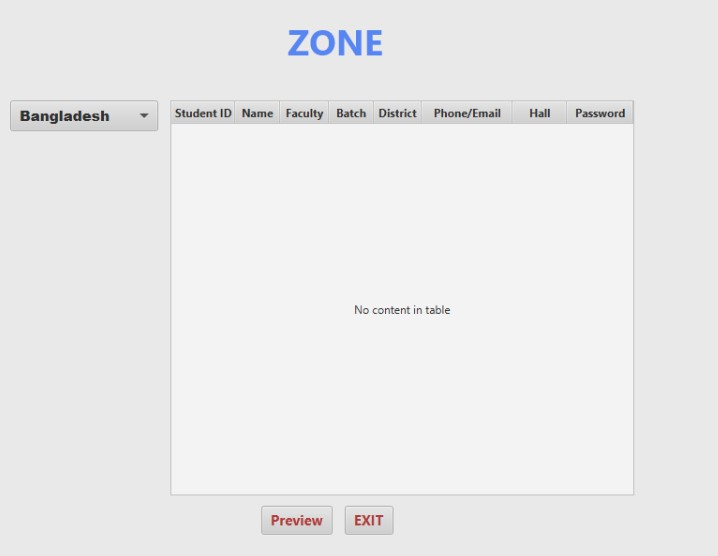 ZONE
Bangladesh
Student ID Name Faculty Batch District Phone/Email Hall Password
No content in table
Preview EXIT